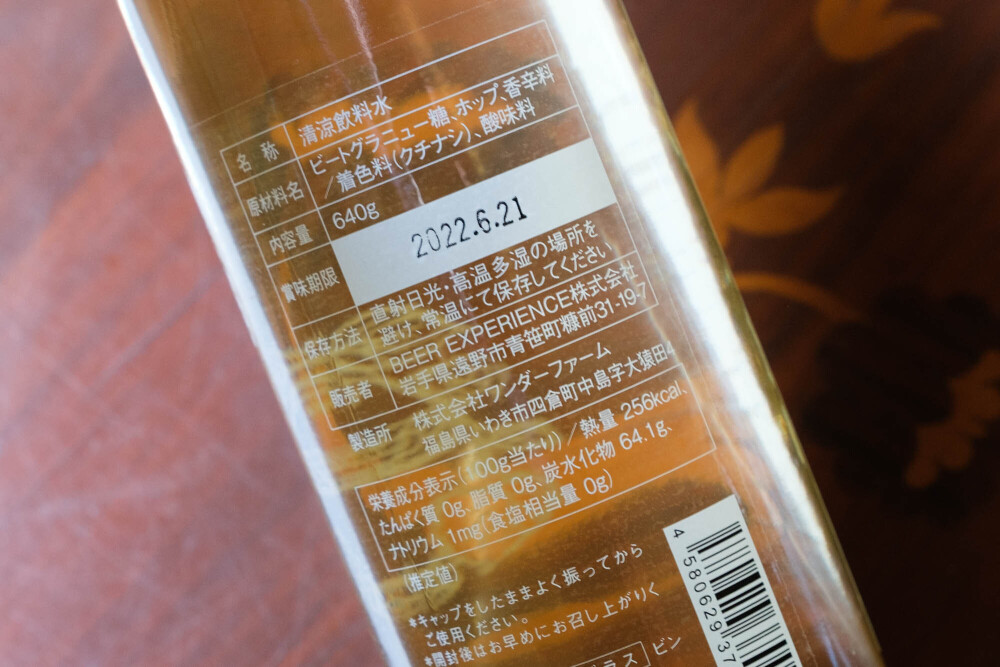 名称 清涼飲料水
原材料名 ビートグラニュー糖、ホップ、香辛料
/着色料(クチナシ)、酸味料
内容量 640g
賞味期限 2022.6.21
保存方法 直射日光・高温多湿の場所を
避け、常温にて保存してください
販売者 BEER EXPERIENCE株式会社
岩手県遠野市青笹町糠前31-19-7
製造所 株式会社ワンダーファーム
福島県いわき市四倉町中島字大猿田4
栄養成分表示(100g当たり)/熱量 256kcal、
たんぱく質 0g、脂質 0g、炭水化物 64.1g、
ナトリウム 1mg(食塩相当量 0g)
(推定値)
*キャップをしたままよく振ってから
ご使用ください。
*開封後はお早めにお召し上がりく
ラス ビン
4 580629 37